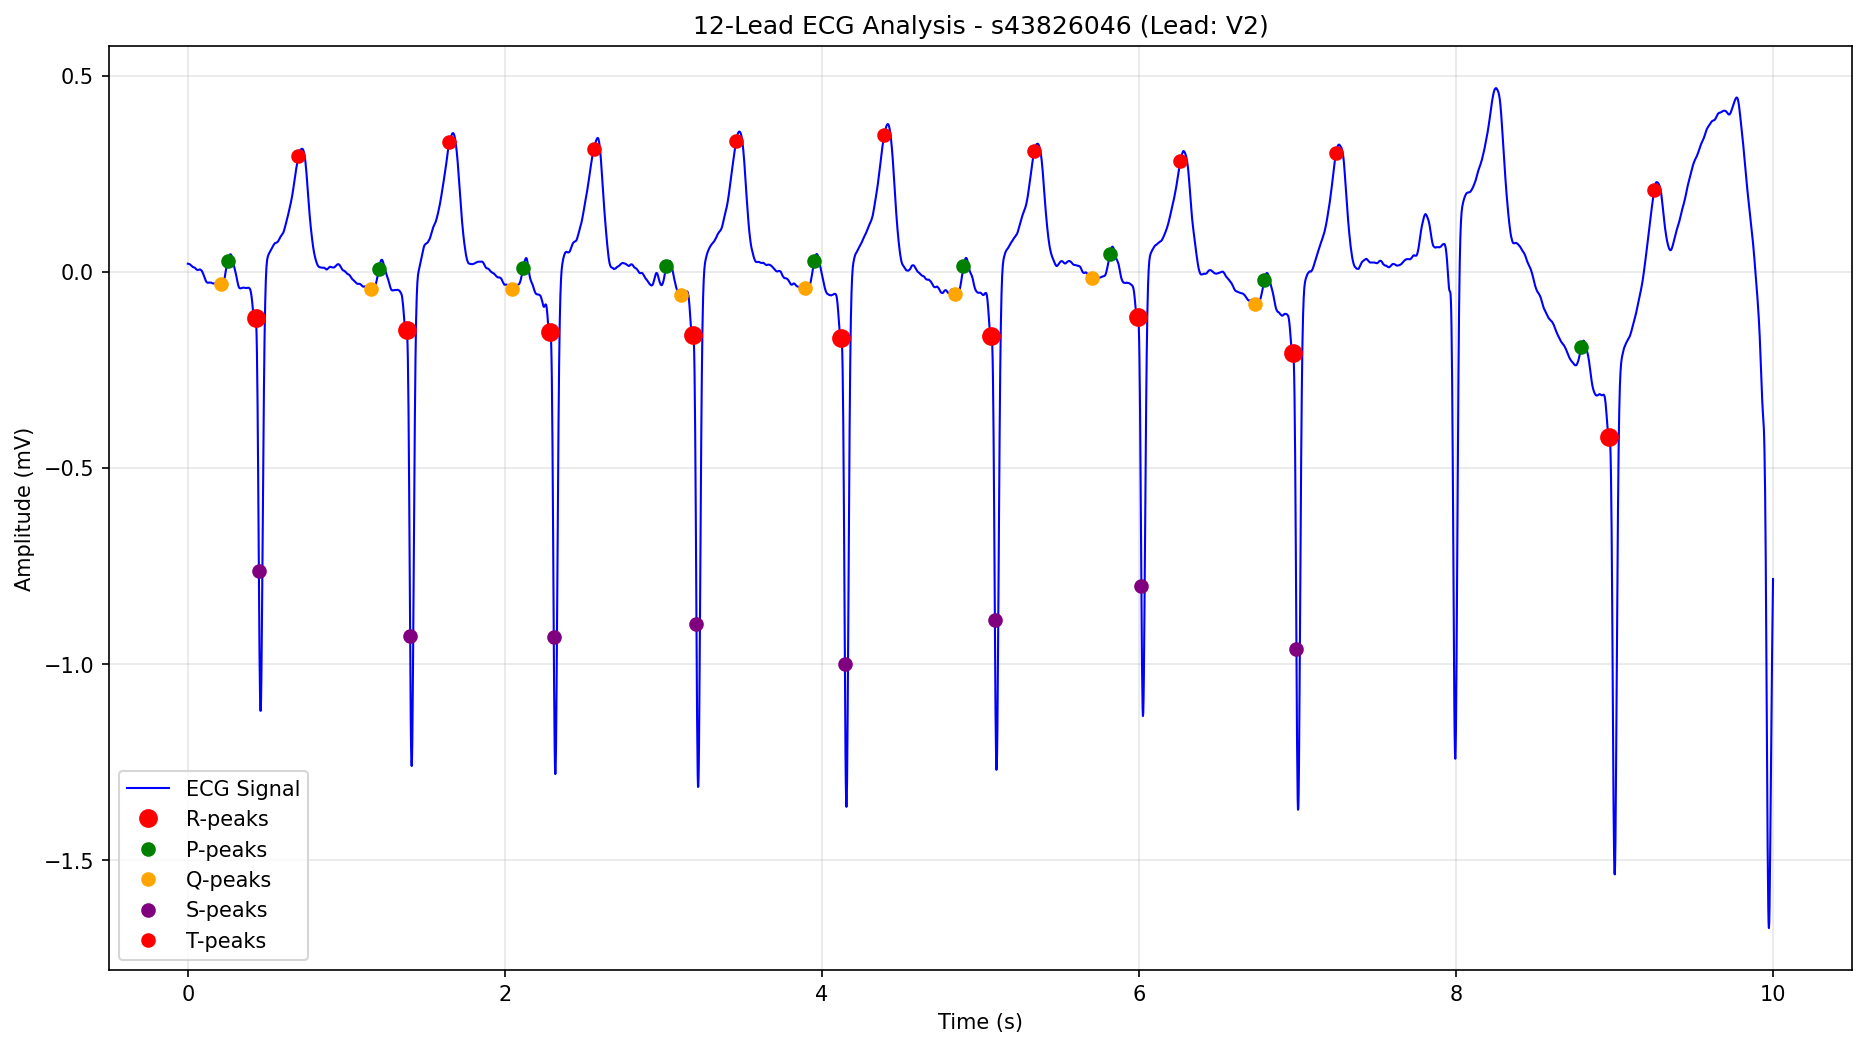 12-Lead ECG Analysis - s43826046 (Lead: V2)
0.5
0.0
−0.5
−1.0
−1.5
Amplitude (mV)
ECG Signal
R-peaks
P-peaks
Q-peaks
S-peaks
T-peaks
0 2 4 6 8 10
Time (s)